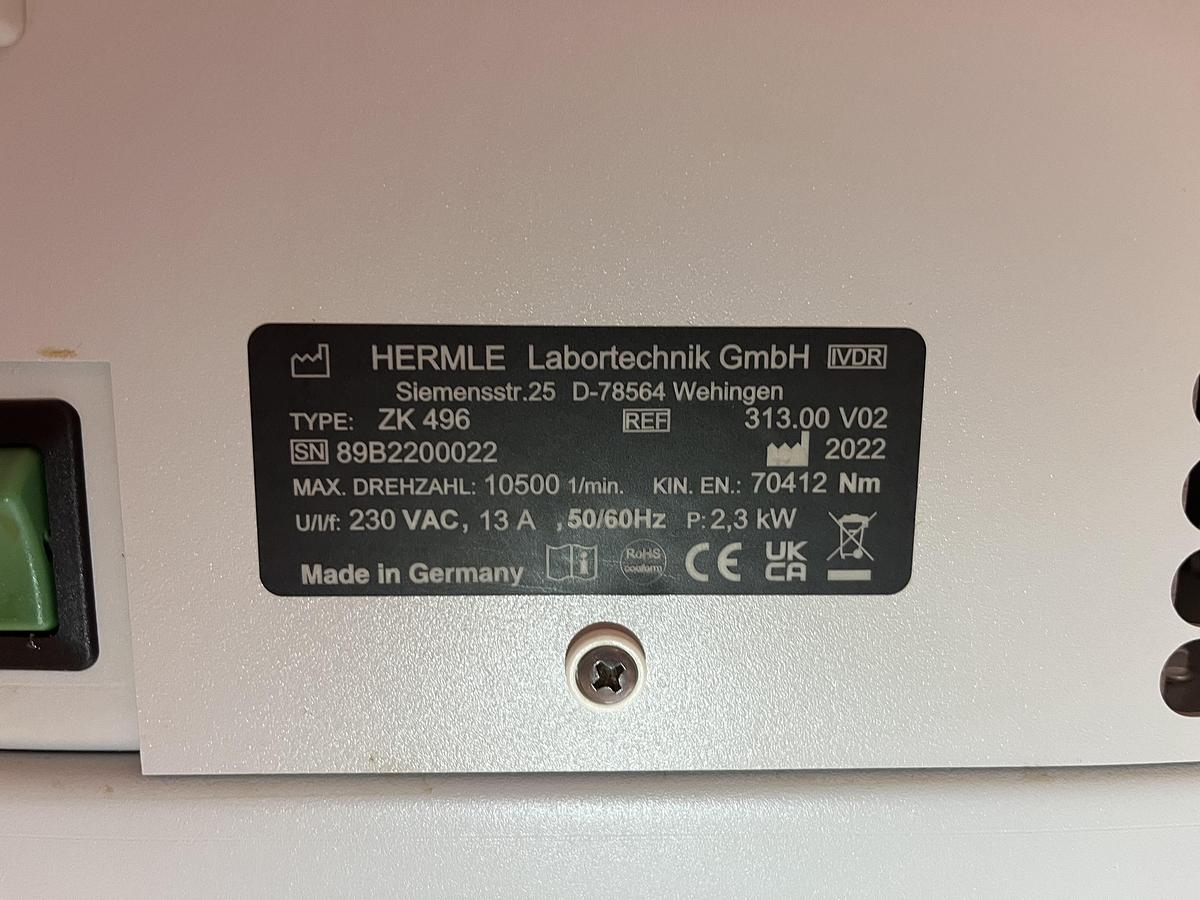 HERMLE Labortechnik GmbH IVDR
Siemensstr.25 D-78564 Wehingen
TYPE: ZK 496 REF 313.00 V02
SN 89B2200022 2022
MAX. DREHZAHL: 10500 1/min. KIN. EN.: 70412 Nm
U/I/f: 230 VAC, 13 A , 50/60Hz P: 2,3 kW
Made in Germany i RoHS conform CE UK CA